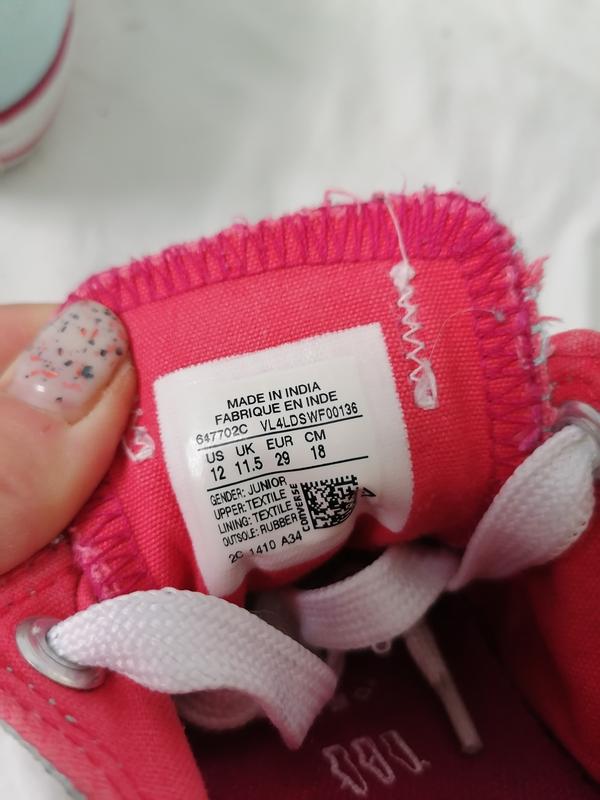 MADE IN INDIA
FABRIQUE EN INDE
647702C VL4LDSWF00136
US UK EUR CM
12 11.5 29 18
GENDER: JUNIOR
UPPER: TEXTILE
LINING: TEXTILE
OUTSOLE: RUBBER
CONVERSE
2C 1410 A34